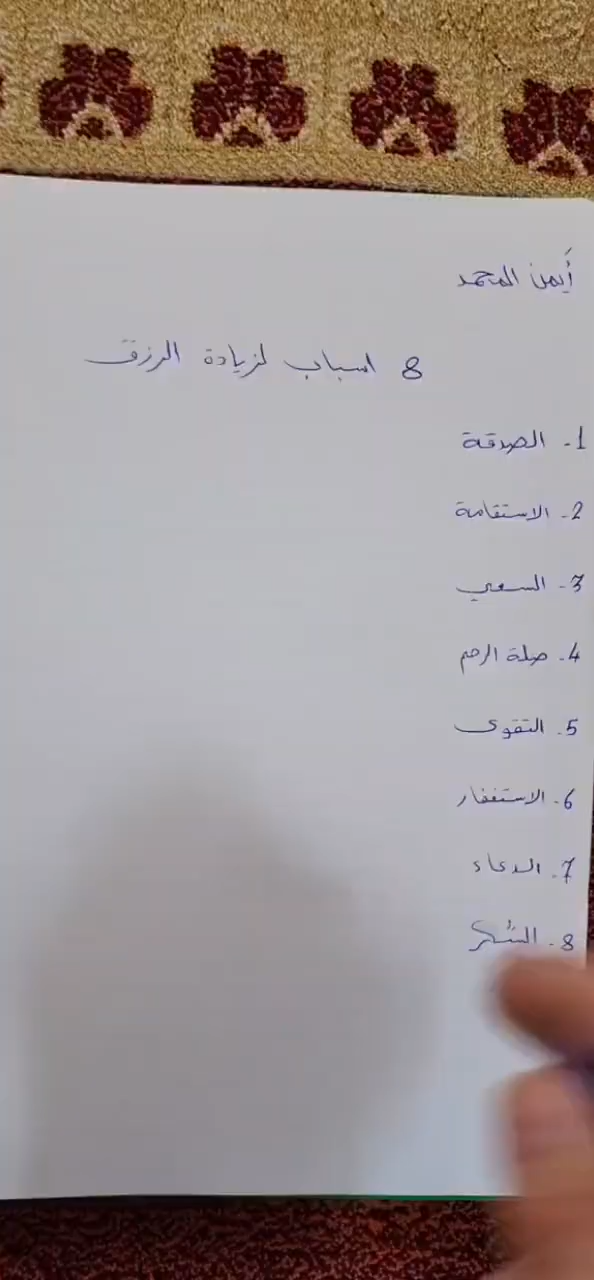 أيمن المحمد
8 اسباب لزيادة الرزق
1- الصدقة
2- الاستقامة
3- السعي
4- صلة الرحم
5- التقوى
6- الاستغفار
7- الدعاء
8- الشكر